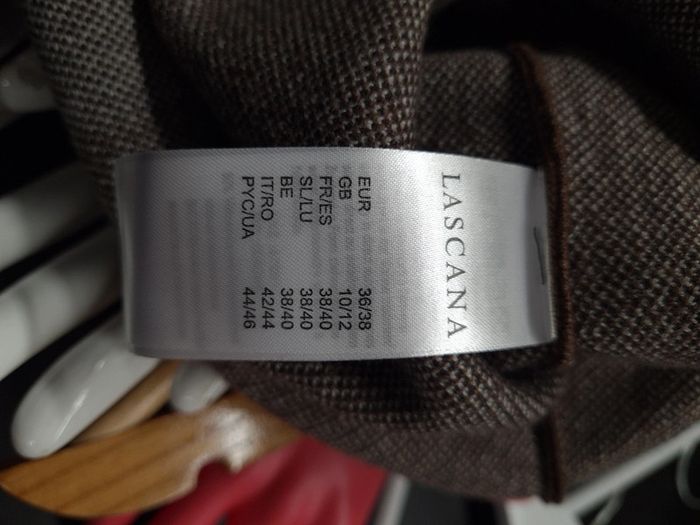 LASCANA
EUR 36/38
GB 10/12
FR/ES 38/40
SL/LU 38/40
BE 38/40
IT/RO 42/44
PYC/UA 44/46